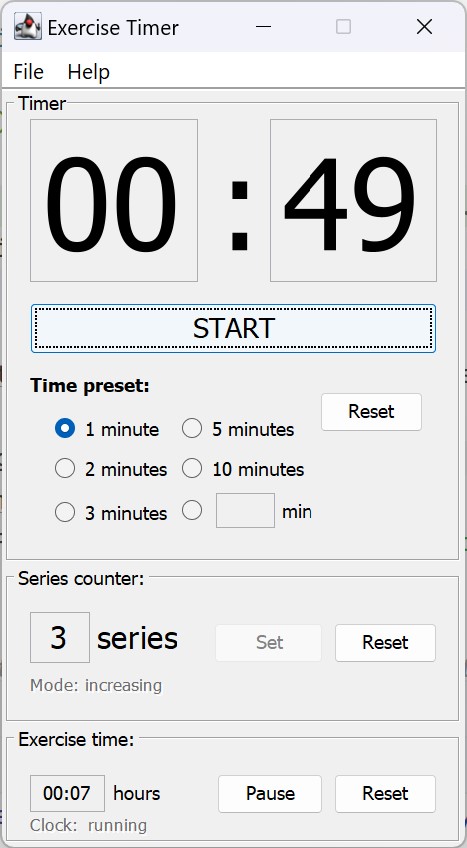 Exercise Timer
File Help
Timer
00 : 49
START
Time preset:
Reset
1 minute 5 minutes
2 minutes 10 minutes
3 minutes min
Series counter:
3 series Set Reset
Mode: increasing
Exercise time:
00:07 hours Pause Reset
Clock: running